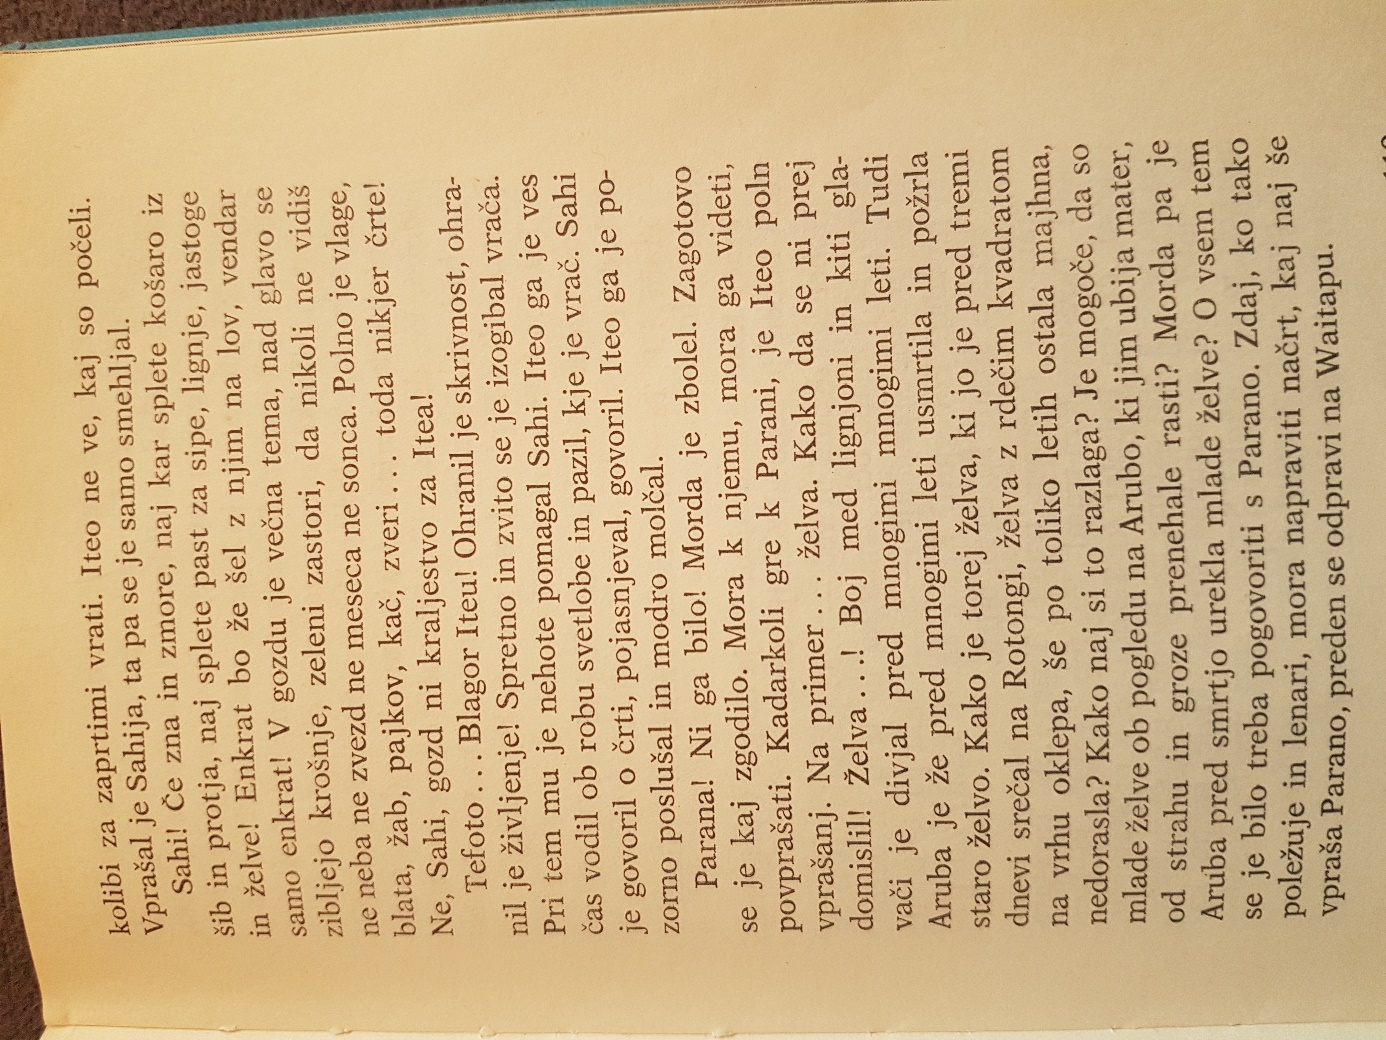 kolibi za zaprtimi vrati. Iteo ne ve, kaj so počeli.
Vprašal je Sahija, ta pa se je samo smehljal.
Sahi! Če zna in zmore, naj kar splete košaro iz
šib in protja, naj splete past za sipe, lignje, jastoge
in želve! Enkrat bo že šel z njim na lov, vendar
samo enkrat! V gozdu je večna tema, nad glavo se
zibljejo krošnje, zeleni zastori, da nikoli ne vidiš
ne neba ne zvezd ne meseca ne sonca. Polno je vlage,
blata, žab, pajkov, kač, zveri... toda nikjer črte!
Ne, Sahi, gozd ni kraljestvo za Itea!
Tefoto... Blagor Iteu! Ohranil je skrivnost, ohra-
nil je življenje! Spretno in zvito se je izogibal vrača.
Pri tem mu je nehote pomagal Sahi. Iteo ga je ves
čas vodil ob robu svetlobe in pazil, kje je vrač. Sahi
je govoril o črti, pojasnjeval, govoril. Iteo ga je po-
zorno poslušal in modro molčal.
Parana! Ni ga bilo! Morda je zbolel. Zagotovo
se je kaj zgodilo. Mora k njemu, mora ga videti,
povprašati. Kadarkoli gre k Parani, je Iteo poln
vprašanj. Na primer... želva. Kako da se ni prej
domislil! Želva...! Boj med lignjoni in kiti gla-
vači je divjal pred mnogimi mnogimi leti. Tudi
Aruba je že pred mnogimi leti usmrtila in požrla
staro želvo. Kako je torej želva, ki jo je pred tremi
dnevi srečal na Rotongi, želva z rdečim kvadratom
na vrhu oklepa, še po toliko letih ostala majhna,
nedorasla? Kako naj si to razlaga? Je mogoče, da so
mlade želve ob pogledu na Arubo, ki jim ubija mater,
od strahu in groze prenehale rasti? Morda pa je
Aruba pred smrtjo urekla mlade želve? O vsem tem
se je bilo treba pogovoriti s Parano. Zdaj, ko tako
poležuje in lenari, mora napraviti načrt, kaj naj še
vpraša Parano, preden se odpravi na Waitapu.